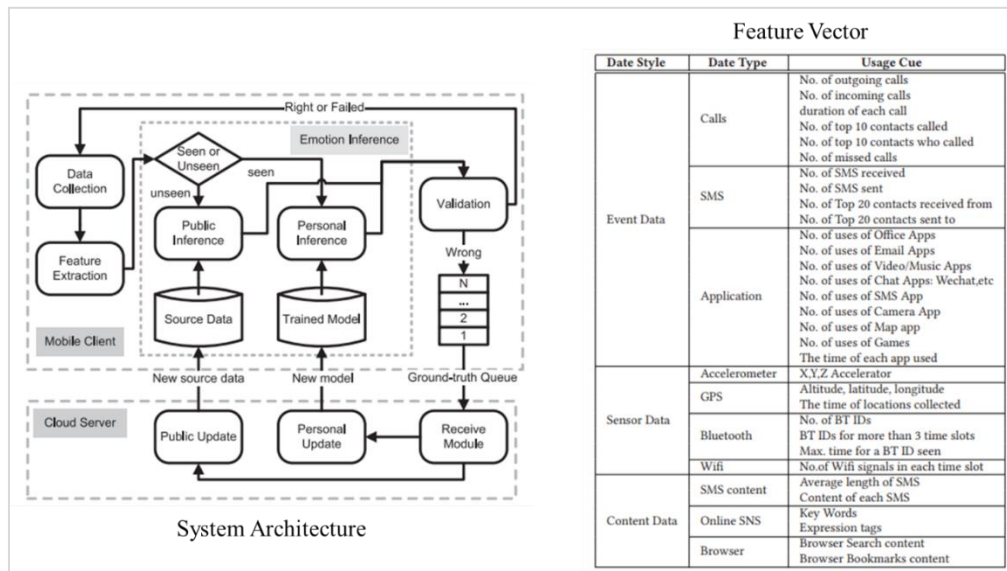 Right or Failed
Emotion Inference
Data
Collection
Feature
Extraction
Seen or
Unseen
seen
unseen
Public
Inference
Personal
Inference
Validation
Wrong
N
...
2
1
Source Data
Trained Model
Mobile Client
New source data
New model
Ground-truth Queue
Cloud Server
Public Update
Personal
Update
Receive
Module
System Architecture
Feature Vector
Date Style Date Type Usage Cue
Event Data
Calls
No. of outgoing calls
No. of incoming calls
duration of each call
No. of top 10 contacts called
No. of top 10 contacts who called
No. of missed calls
SMS
No. of SMS received
No. of SMS sent
No. of Top 20 contacts received from
No. of Top 20 contacts sent to
Application
No. of uses of Office Apps
No. of uses of Email Apps
No. of uses of Video/Music Apps
No. of uses of Chat Apps: Wechat,etc
No. of uses of SMS App
No. of uses of Camera App
No. of uses of Map app
No. of uses of Games
The time of each app used
Sensor Data
Accelerometer X,Y,Z Accelerator
GPS
Altitude, latitude, longitude
The time of locations collected
Bluetooth
No. of BT IDs
BT IDs for more than 3 time slots
Max. time for a BT ID seen
Wifi No.of Wifi signals in each time slot
Content Data
SMS content
Average length of SMS
Content of each SMS
Online SNS
Key Words
Expression tags
Browser
Browser Search content
Browser Bookmarks content